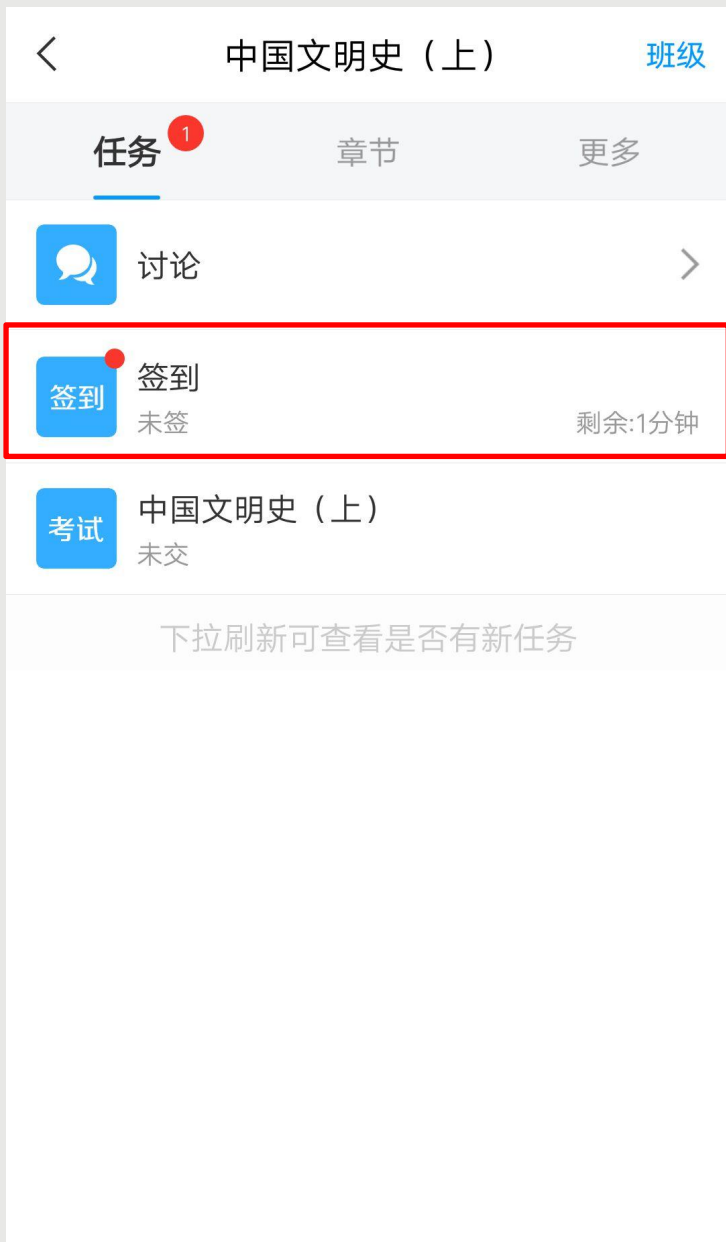 中国文明史（上） 班级
任务 1 章节 更多
讨论
签到 签到
未签 剩余:1分钟
考试 中国文明史（上）
未交
下拉刷新可查看是否有新任务